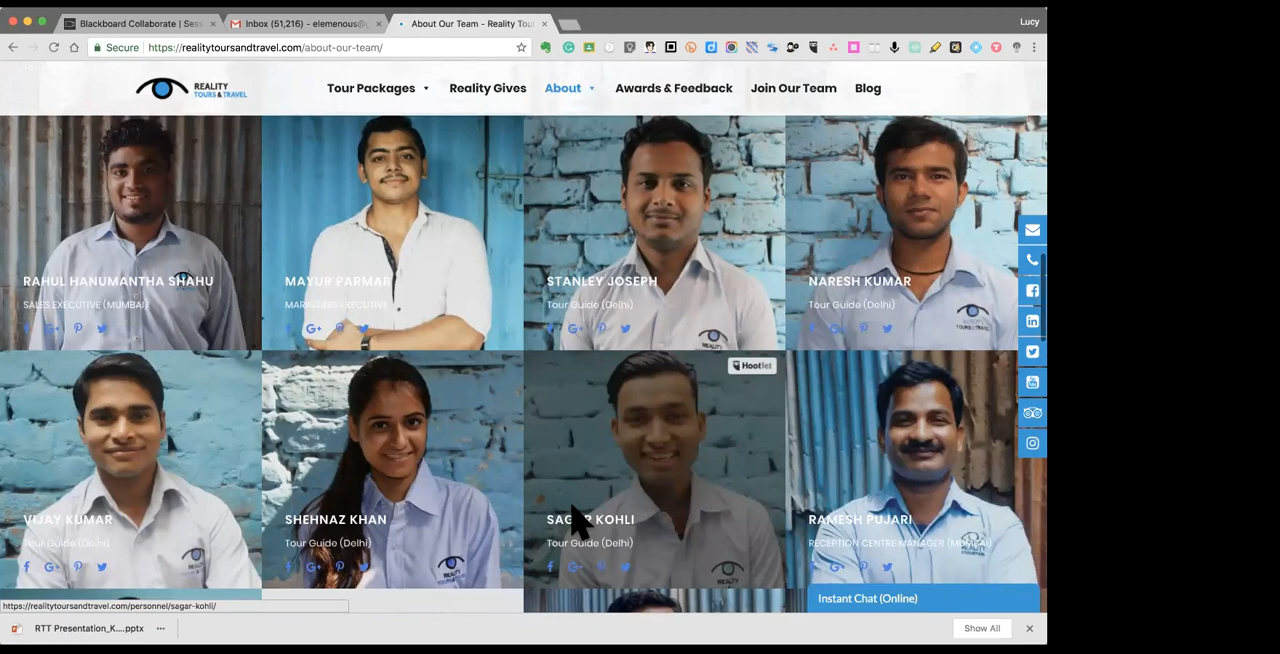 Blackboard Collaborate | Ses
Inbox (51,216) - elemenous@
About Our Team - Reality Tour
Lucy
Secure
https://realitytoursandtravel.com/about-our-team/
REALITY
TOURS & TRAVEL
Tour Packages
Reality Gives
About
Awards & Feedback
Join Our Team
Blog
RAHUL HANUMANTHA SHAHU
SALES EXECUTIVE (MUMBAI)
MAYUR PARMAR
MARKETING EXECUTIVE
STANLEY JOSEPH
Tour Guide (Delhi)
NARESH KUMAR
Tour Guide (Delhi)
HootLet
VIJAY KUMAR
Tour Guide (Delhi)
SHEHNAZ KHAN
Tour Guide (Delhi)
SAGAR KOHLI
Tour Guide (Delhi)
RAMESH PUJARI
RECEPTION CENTRE MANAGER (MUMBAI)
Instant Chat (Online)
https://realitytoursandtravel.com/personnel/sagar-kohli/
RTT Presentation_K....pptx
Show All